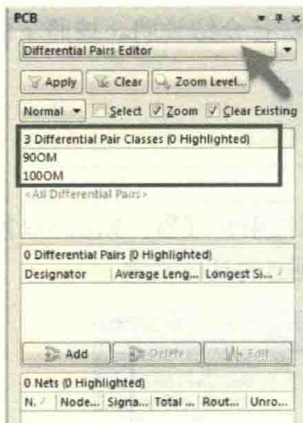 PCB
Differential Pairs Editor
Apply Clear Zoom Level...
Normal Select Zoom Clear Existing
3 Differential Pair Classes (0 Highlighted)
90OM
100OM
<All Differential Pairs>
0 Differential Pairs (0 Highlighted)
Designator Average Leng... Longest Si...
Add Delete Edit
0 Nets (0 Highlighted)
N. Node... Signa... Total ... Rout... Unro...